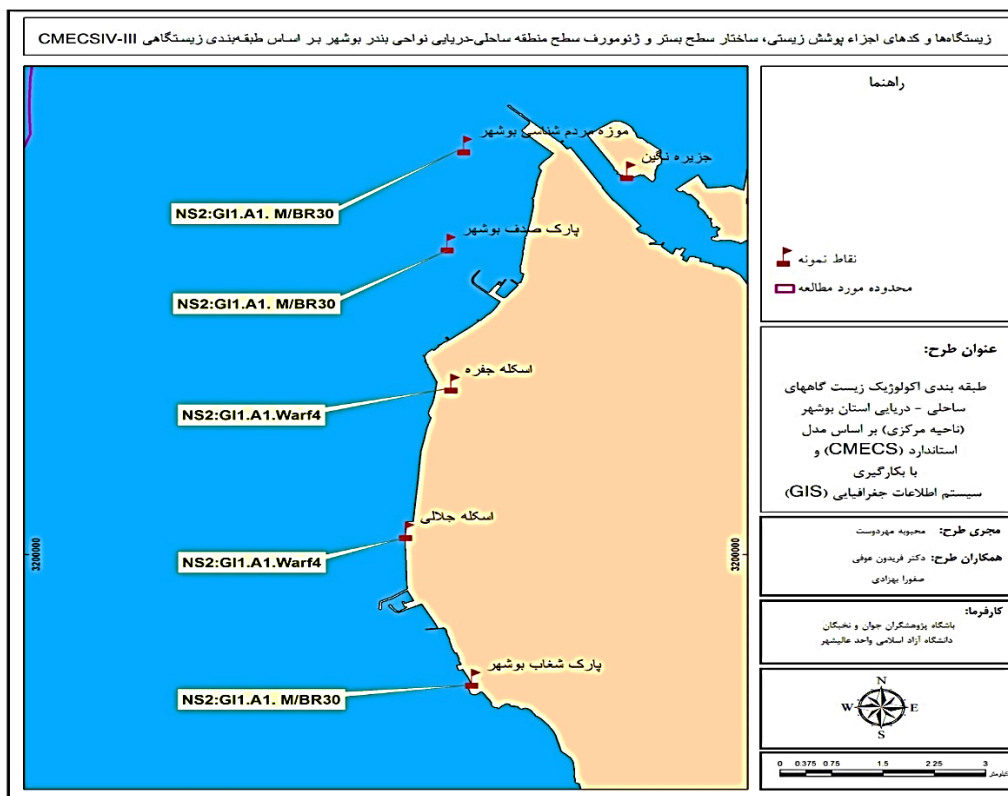 زیستگاه‌ها و کدهای اجزاء پوشش زیستی، ساختار سطح بستر و ژئومورف سطح منطقه ساحلی-دریایی نواحی بندر بوشهر بر اساس طبقه‌بندی زیستگاهی CMECSIV-III
موزه مردم شناسی بوشهر
جزیره نگین
NS2:GI1.A1. M/BR30
پارک صدف بوشهر
NS2:GI1.A1. M/BR30
اسکله جفره
NS2:GI1.A1.Warf4
اسکله جلالی
NS2:GI1.A1.Warf4
پارک شغاب بوشهر
NS2:GI1.A1. M/BR30
3200000
3200000
راهنما
نقاط نمونه
محدوده مورد مطالعه
عنوان طرح:
طبقه بندی اکولوژیک زیست گاههای
ساحلی - دریایی استان بوشهر
(ناحیه مرکزی) بر اساس مدل
استاندارد (CMECS) و
با بکارگیری
سیستم اطلاعات جغرافیایی (GIS)
مجری طرح: محبوبه مهردوست
همکاران طرح: دکتر فریدون عوفی
صفورا بهزادی
کارفرما:
باشگاه پژوهشگران جوان و نخبگان
دانشگاه آزاد اسلامی واحد عالیشهر
N
W E
S
0 0.375 0.75 1.5 2.25 3
کیلومتر